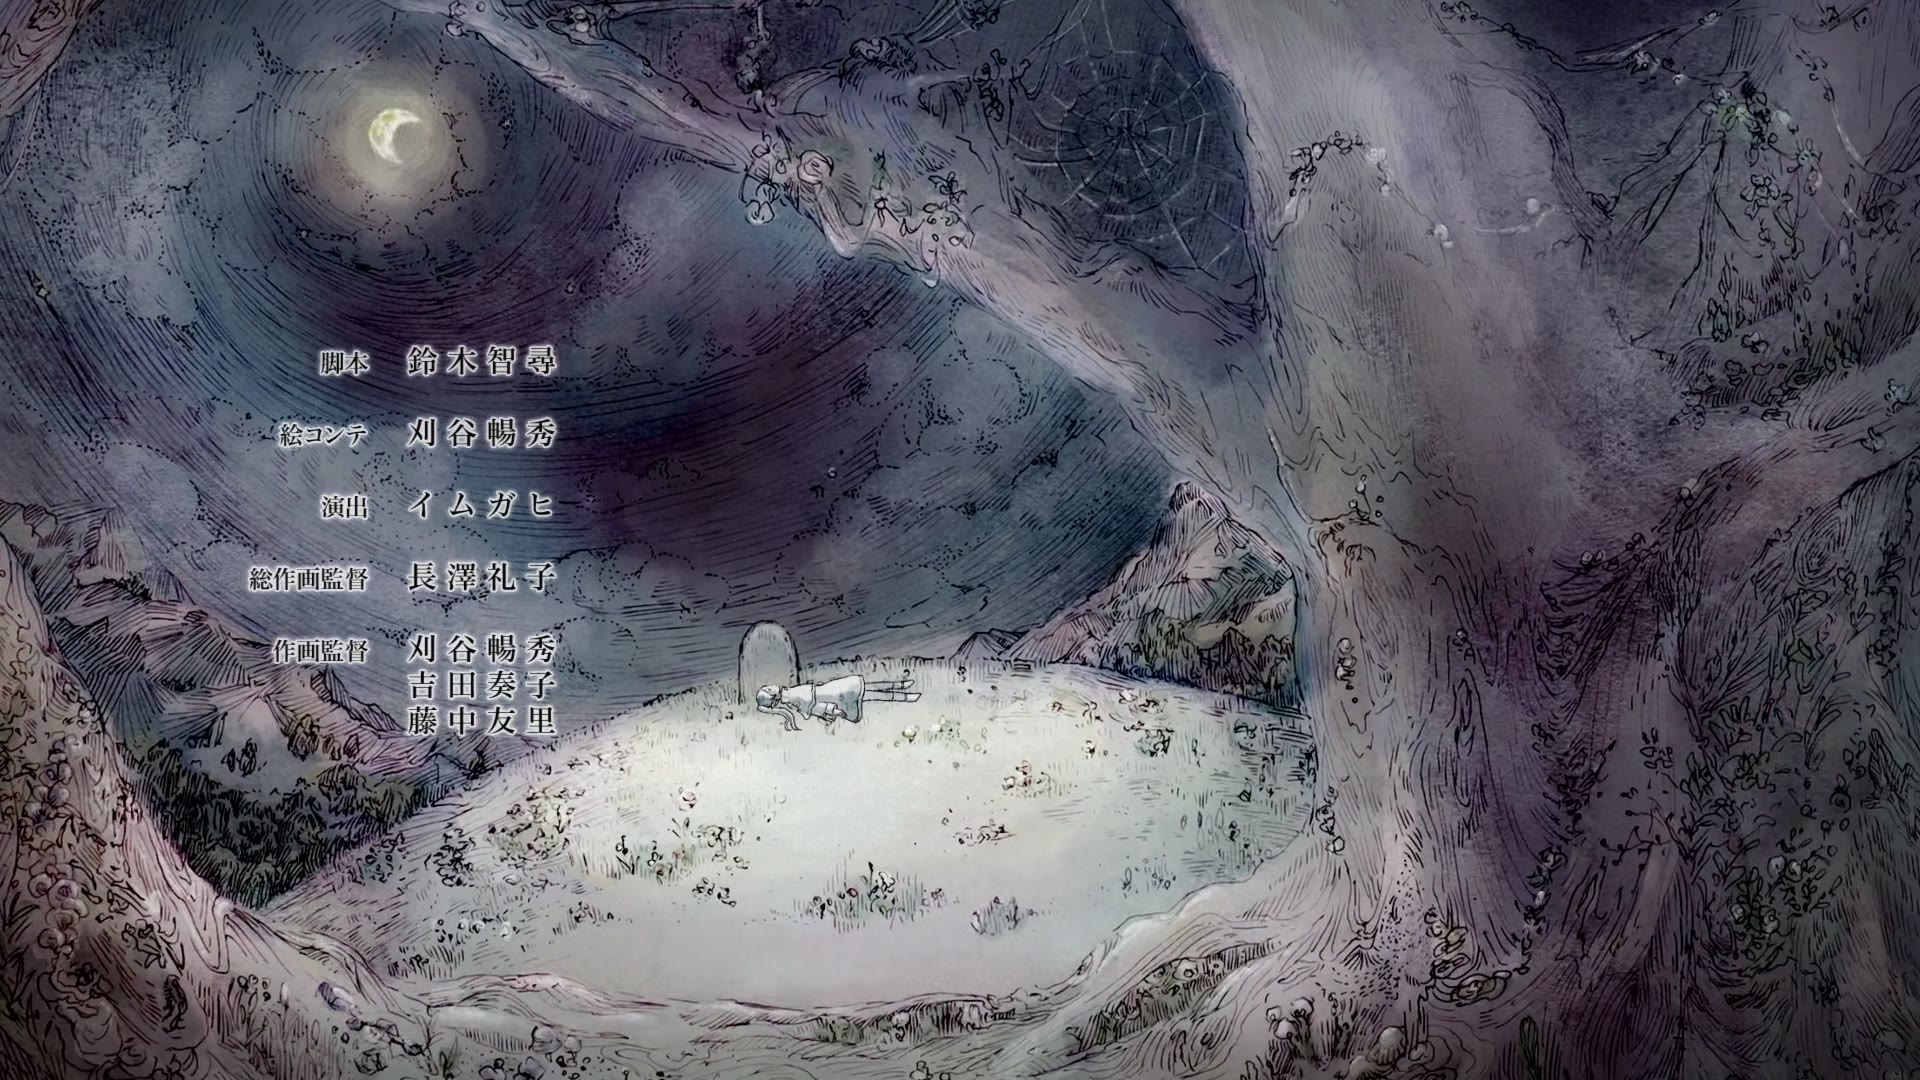 脚本 鈴木智尋
絵コンテ 刈谷暢秀
演出 イムガヒ
総作画監督 長澤礼子
作画監督 刈谷暢秀
吉田奏子
藤中友里